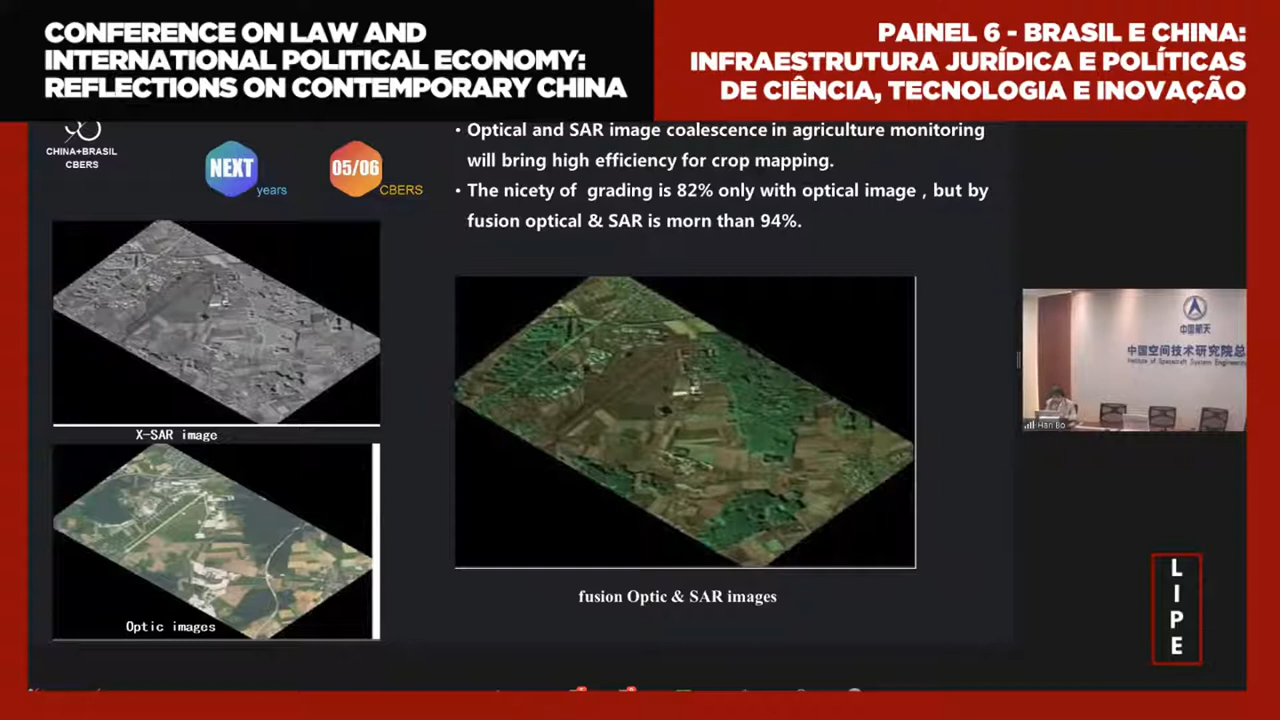 CONFERENCE ON LAW AND
INTERNATIONAL POLITICAL ECONOMY:
REFLECTIONS ON CONTEMPORARY CHINA
PAINEL 6 - BRASIL E CHINA:
INFRAESTRUTURA JURÍDICA E POLÍTICAS
DE CIÊNCIA, TECNOLOGIA E INOVAÇÃO
CHINA+BRASIL
CBERS
NEXT
years
05/06
CBERS
• Optical and SAR image coalescence in agriculture monitoring
will bring high efficiency for crop mapping.
• The nicety of grading is 82% only with optical image , but by
fusion optical & SAR is morn than 94%.
X-SAR image
Optic images
fusion Optic & SAR images
中国航天
中国空间技术研究院总
Institute of Spacecraft System Engineering
Han Bo
L
I
P
E